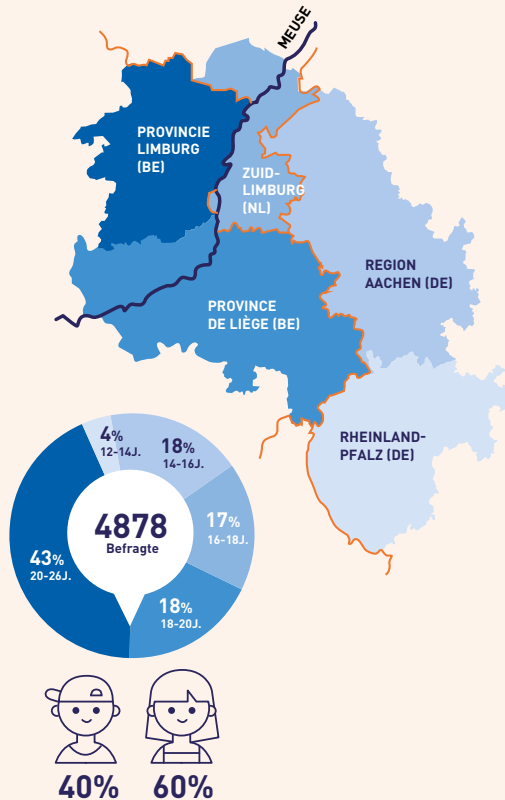 MEUSE
PROVINCIE
LIMBURG
(BE)
ZUID-
LIMBURG
(NL)
REGION
AACHEN (DE)
PROVINCE
DE LIÈGE (BE)
RHEINLAND-
PFALZ (DE)
4%
12-14J.
18%
14-16J.
17%
16-18J.
18%
18-20J.
43%
20-26J.
4878
Befragte
40%
60%